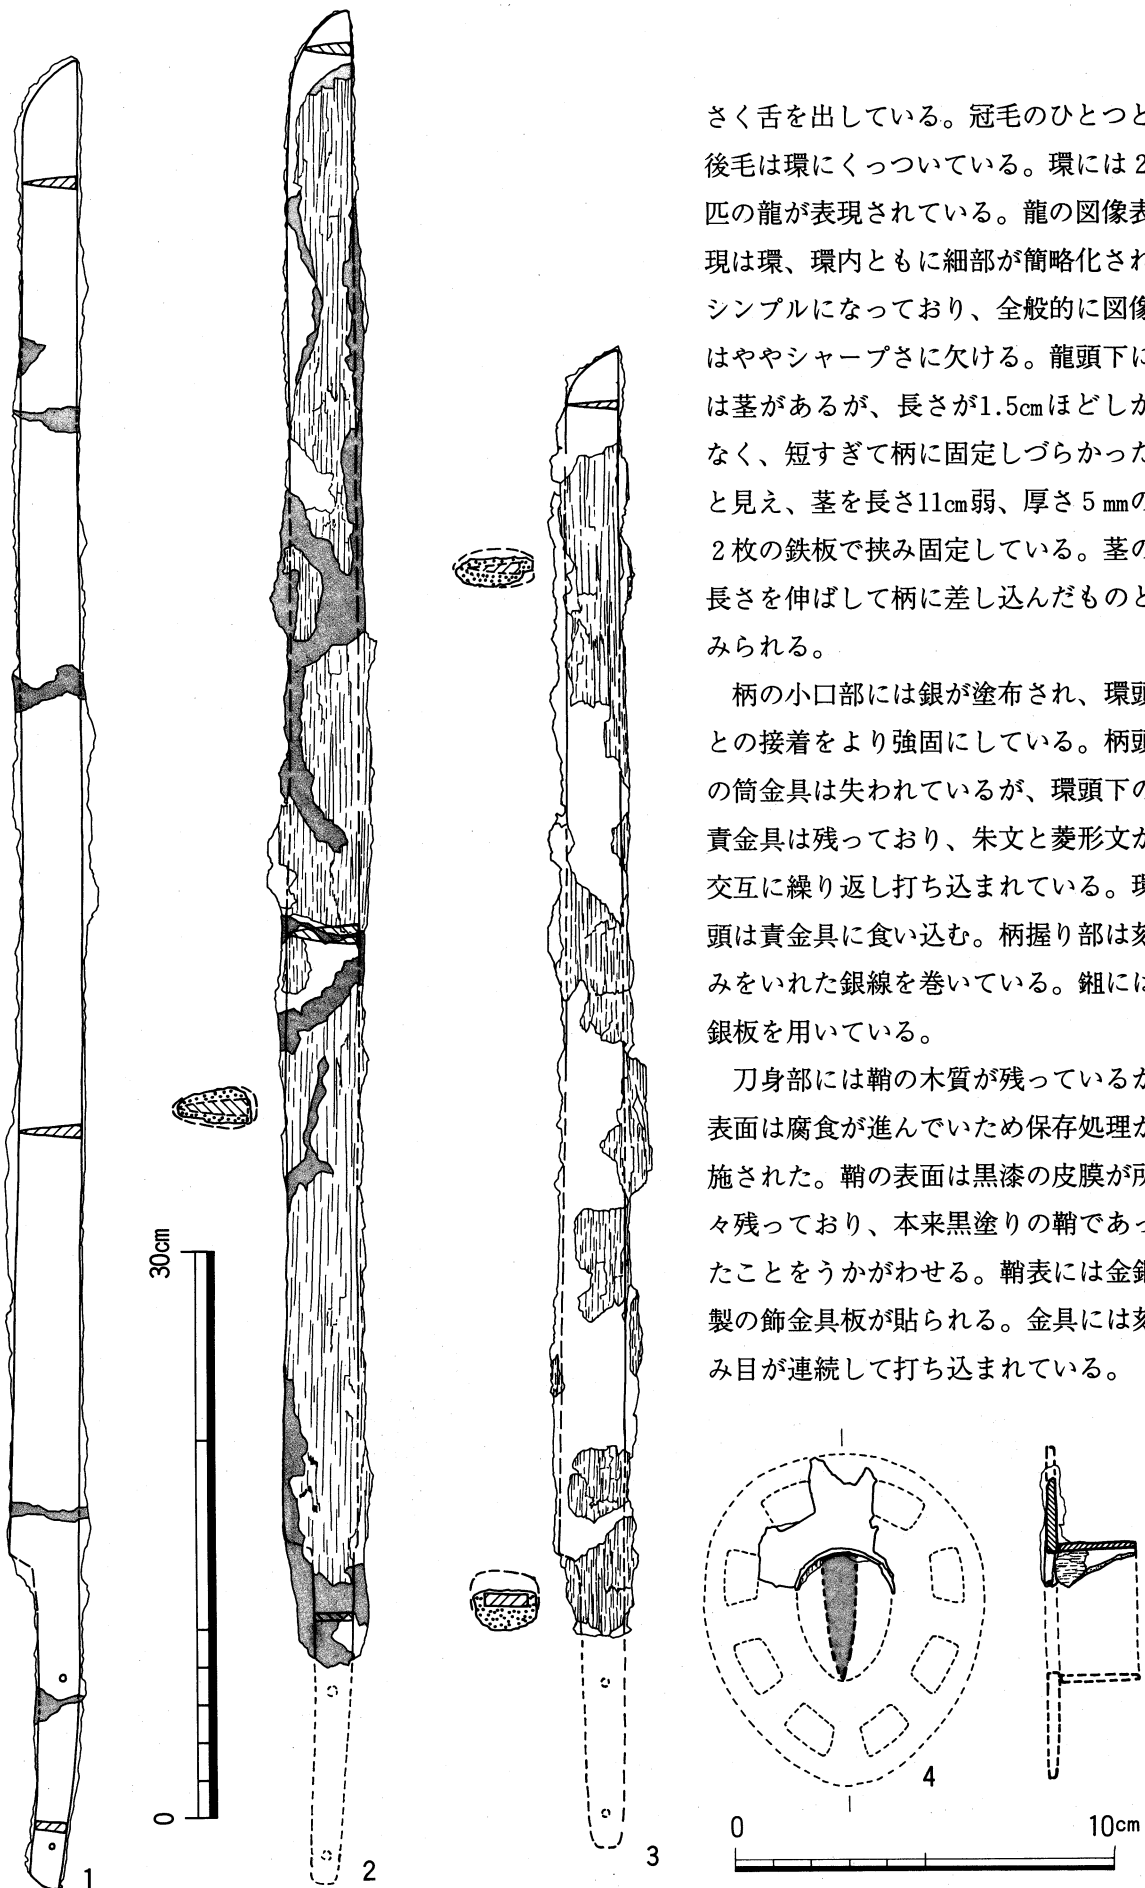 さく舌を出している。冠毛のひとつと
後毛は環にくっついている。環には2
匹の龍が表現されている。龍の図像表
現は環、環内ともに細部が簡略化され
シンプルになっており、全般的に図像
はややシャープさに欠ける。龍頭下に
は茎があるが、長さが1.5㎝ほどしか
なく、短すぎて柄に固定しづらかった
と見え、茎を長さ11㎝弱、厚さ5㎜の
2枚の鉄板で挟み固定している。茎の
長さを伸ばして柄に差し込んだものと
みられる。
柄の小口部には銀が塗布され、環頭
との接着をより強固にしている。柄頭
の筒金具は失われているが、環頭下の
責金具は残っており、朱文と菱形文が
交互に繰り返し打ち込まれている。環
頭は責金具に食い込む。柄握り部は刻
みをいれた銀線を巻いている。鎺には
銀板を用いている。
刀身部には鞘の木質が残っているが
表面は腐食が進んでいため保存処理が
施された。鞘の表面は黒漆の皮膜が所
々残っており、本来黒塗りの鞘であっ
たことをうかがわせる。鞘表には金銅
製の飾金具板が貼られる。金具には刻
み目が連続して打ち込まれている。
30cm
0
1
2
3
4
0
10cm